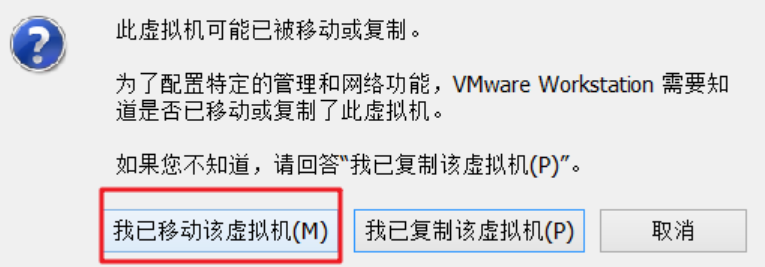 此虚拟机可能已被移动或复制。
为了配置特定的管理和网络功能，VMware Workstation 需要知
道是否已移动或复制了此虚拟机。
如果您不知道，请回答“我已复制该虚拟机(P)”。
我已移动该虚拟机(M) 我已复制该虚拟机(P) 取消